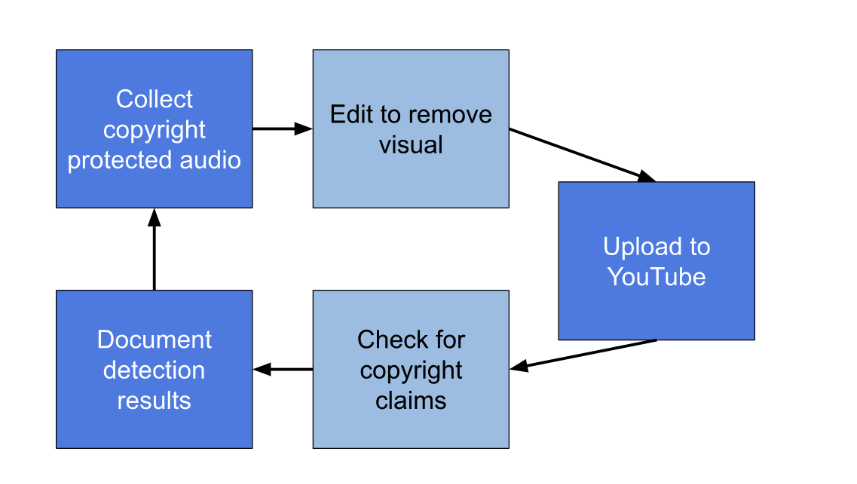 Collect
copyright
protected audio
Edit to remove
visual
Upload to
YouTube
Check for
copyright
claims
Document
detection
results